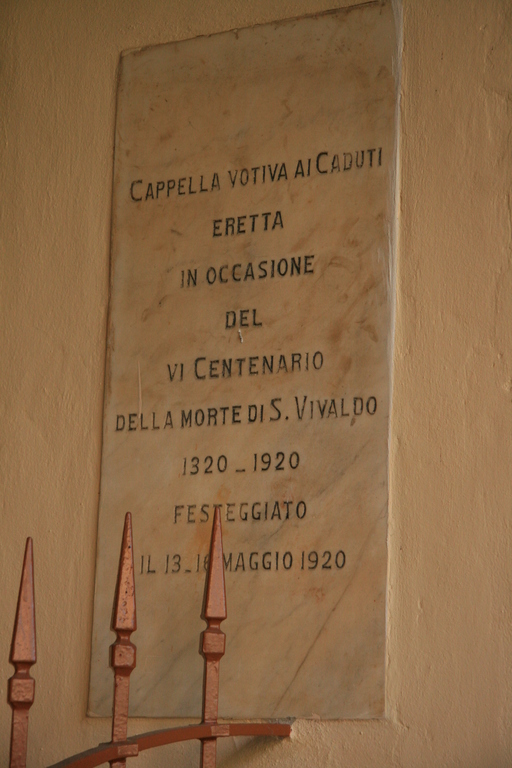 CAPPELLA VOTIVA AI CADUTI
ERETTA
IN OCCASIONE
DEL
VI CENTENARIO
DELLA MORTE DI S. VIVALDO
1320 - 1920
FESTEGGIATO
IL 13 - MAGGIO 1920